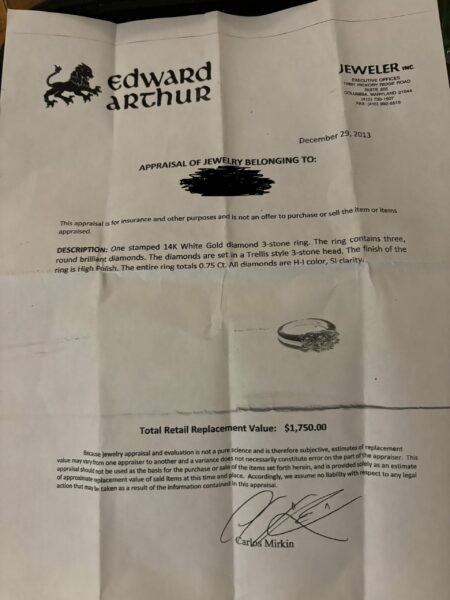 EDWARD
ARTHUR
JEWELER INC.
EXECUTIVE OFFICES
HICKORY RIDGE ROAD
SUITE
COLUMBIA, MARYLAND 21044
December 29, 2013
APPRAISAL OF JEWELRY BELONGING TO:
This appraisal is for insurance and other purposes and is not an offer to purchase or sell the item or items
appraised.
DESCRIPTION: One stamped 14K White Gold diamond 3-stone ring. The ring contains three,
round brilliant diamonds. The diamonds are set in a Trellis style 3-stone head. The finish of the
ring is High Polish. The entire ring totals 0.75 Ct. All diamonds are H-I color, SI clarity.
Total Retail Replacement Value: $1,750.00
Because jewelry appraisal and evaluation is not a pure science and is therefore subjective, estimates of replacement
value may vary from one appraiser to another and a variance does not necessarily constitute error on the part of the appraiser. This
appraisal should not be used as the basis for the purchase or sale of the items set forth herein, and is provided solely as an estimate
of approximate replacement value of said items at this time and place. Accordingly, we assume no liability with respect to any legal
action that may be taken as a result of the information contained in this appraisal.
Carlos Mirkin